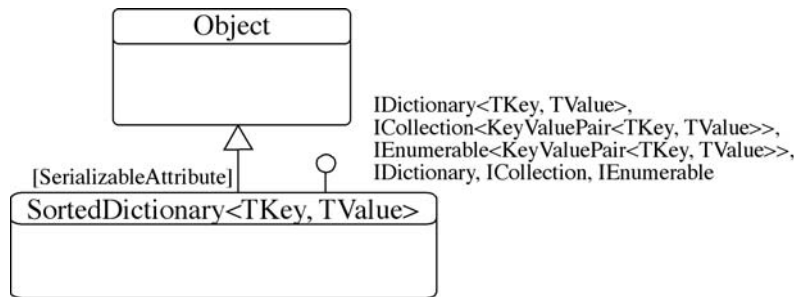 Object
IDictionary<TKey, TValue>,
ICollection<KeyValuePair<TKey, TValue>>,
IEnumerable<KeyValuePair<TKey, TValue>>,
IDictionary, ICollection, IEnumerable
[SerializableAttribute]
SortedDictionary<TKey, TValue>